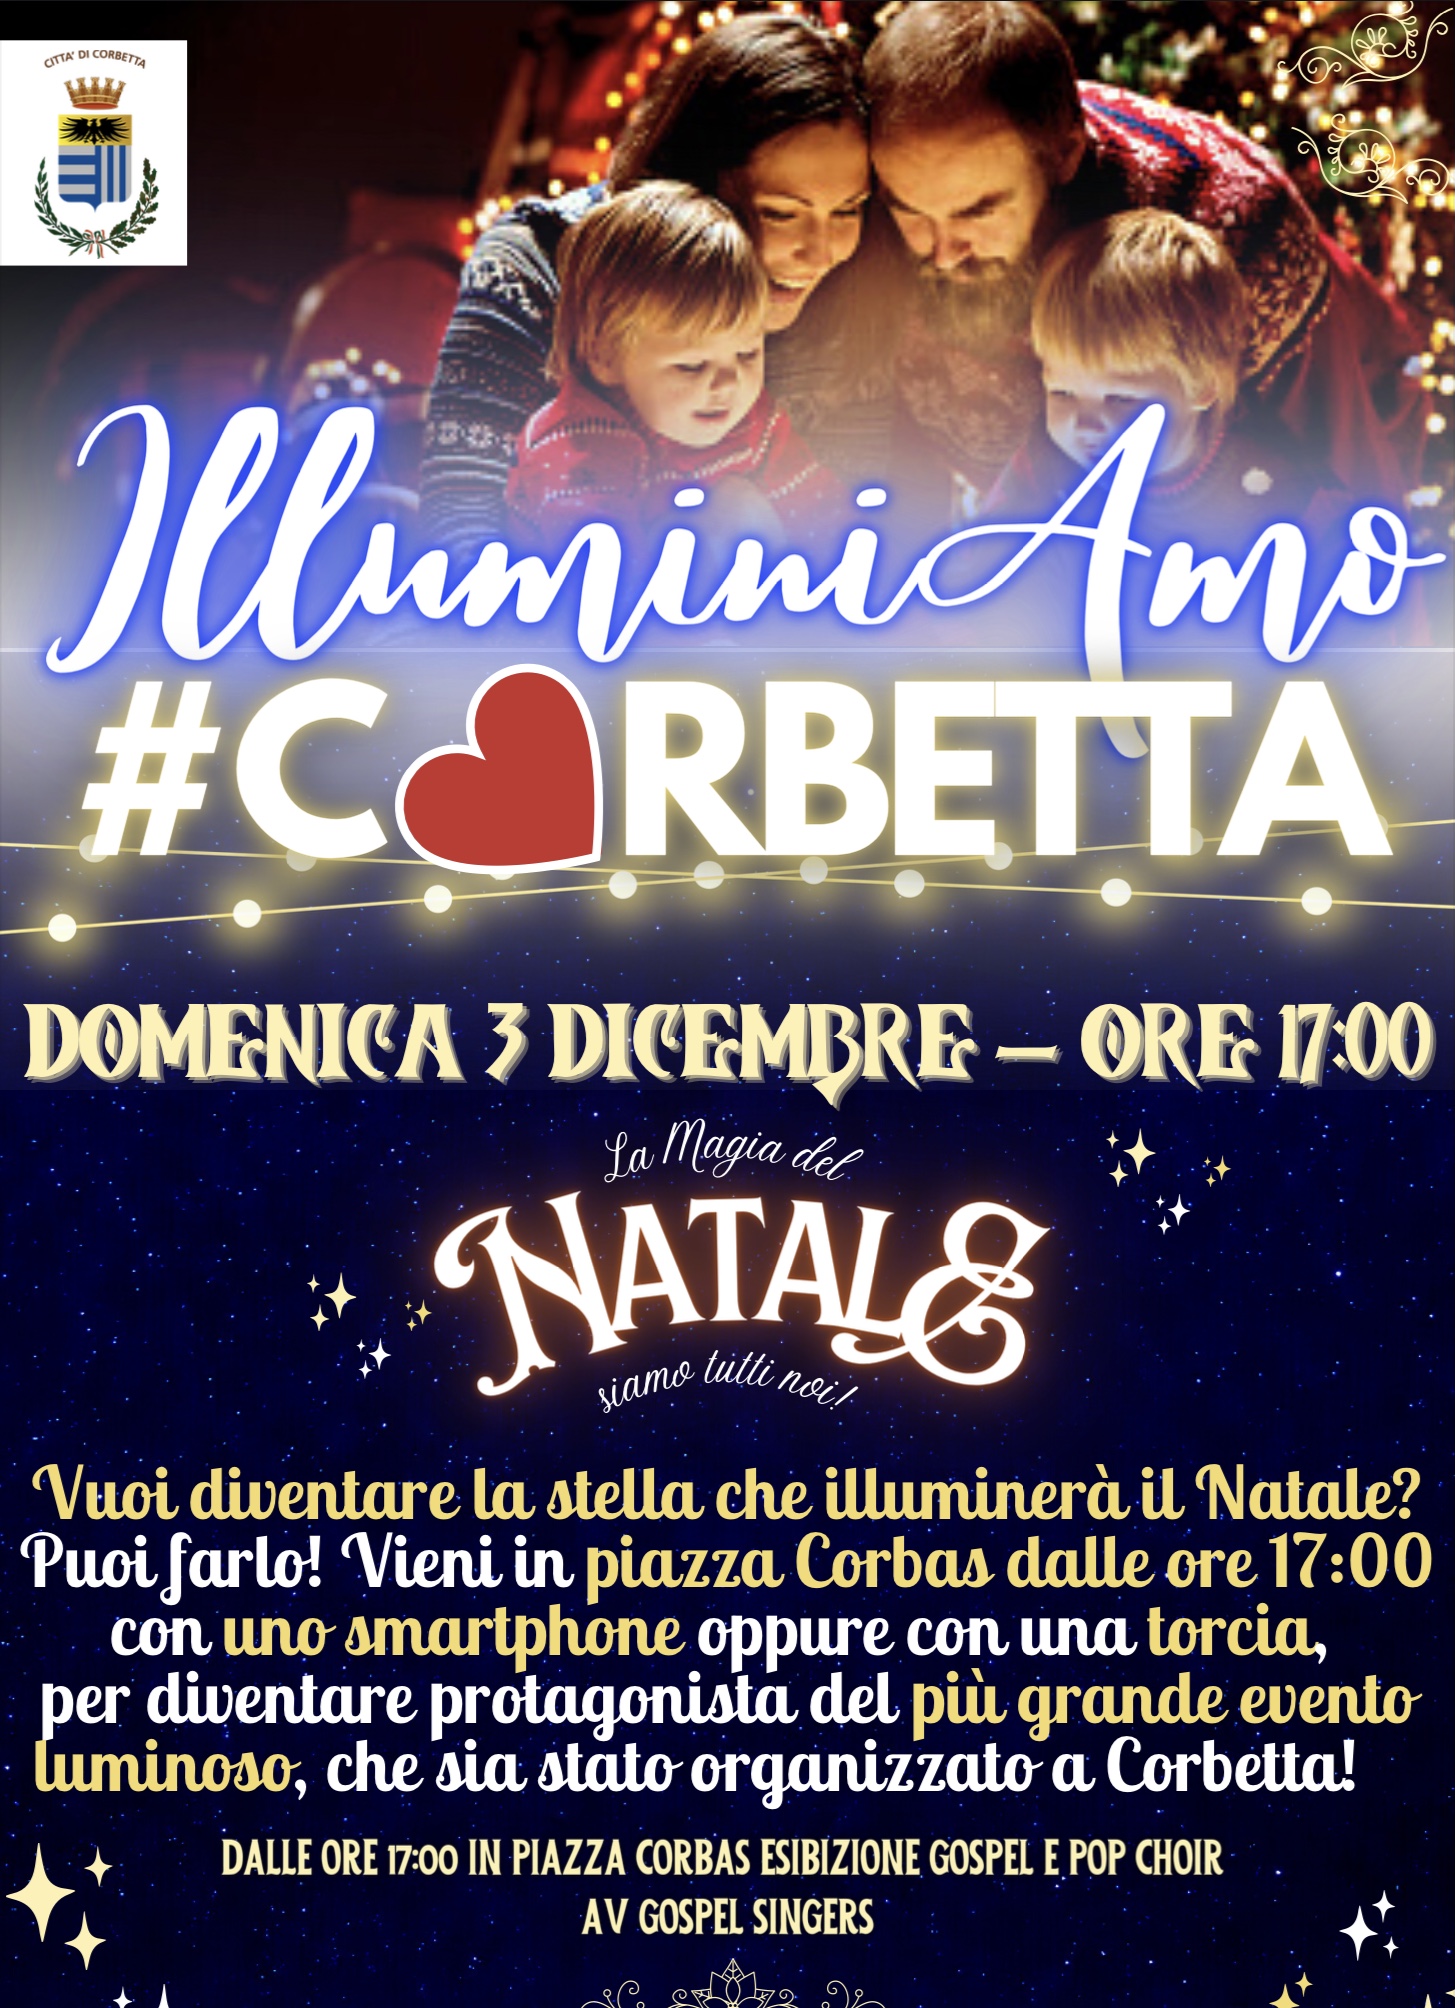 CITTA' DI CORBETTA
IlluminiAmo
#CORBETTA
DOMENICA 3 DICEMBRE – ORE 17:00
La Magia del
NATALE
siamo tutti noi!
Vuoi diventare la stella che illuminerà il Natale?
Puoi farlo! Vieni in piazza Corbas dalle ore 17:00
con uno smartphone oppure con una torcia,
per diventare protagonista del più grande evento
luminoso, che sia stato organizzato a Corbetta!
DALLE ORE 17:00 IN PIAZZA CORBAS ESIBIZIONE GOSPEL E POP CHOIR
AV GOSPEL SINGERS